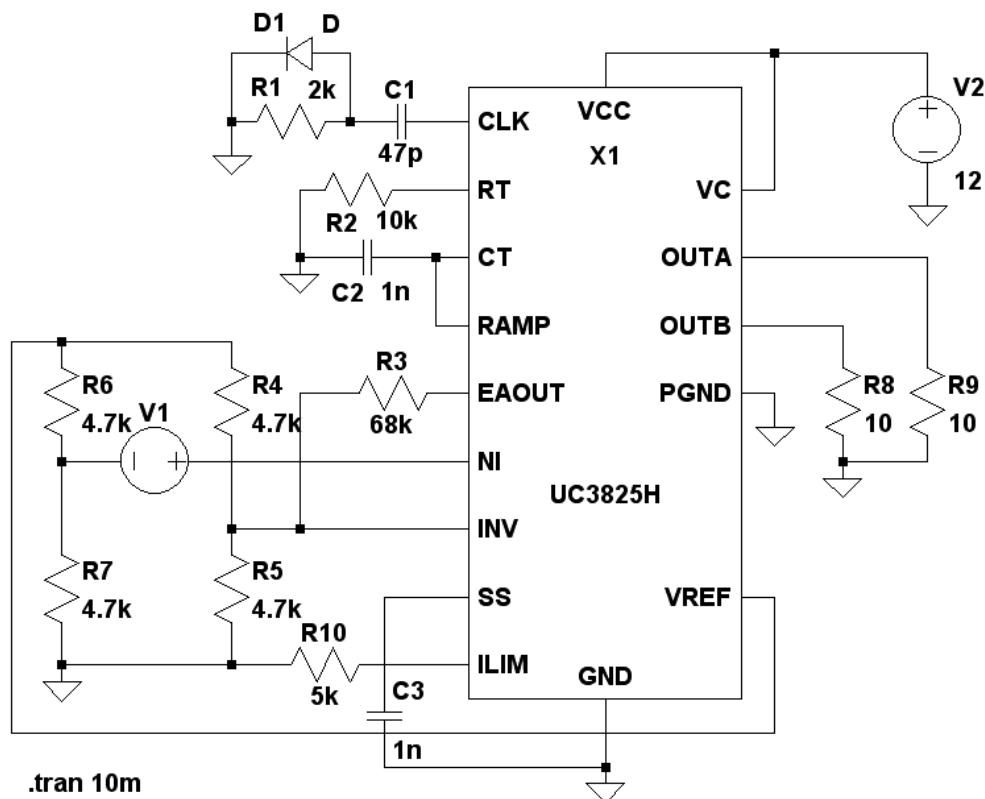 D1 D
R1 2k C1
47p
CLK VCC
X1
V2
12
RT VC
R2 10k
CT OUTA
C2 1n
RAMP OUTB
R3
EAOUT PGND
68k
R6 R4
4.7k 4.7k
V1
R8 R9
10 10
NI
UC3825H
INV
R7 R5
4.7k 4.7k
SS VREF
R10
5k
ILIM GND
C3
1n
.tran 10m